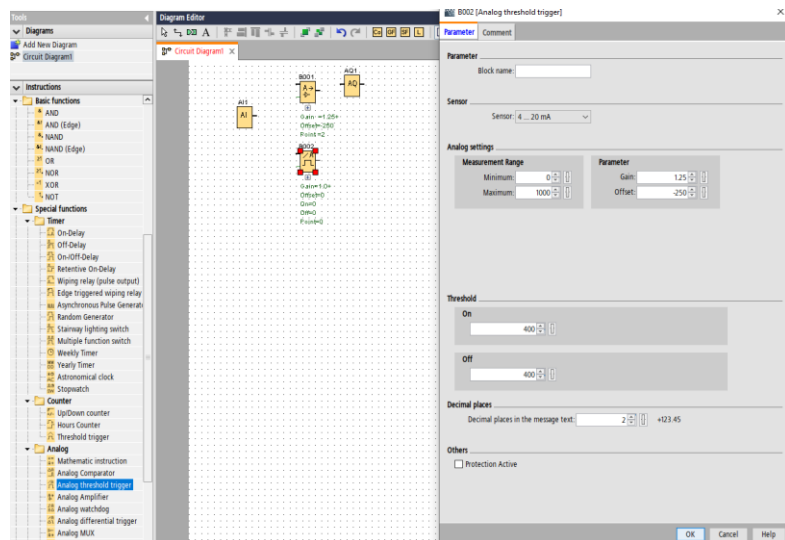 Tools
Diagrams
Add New Diagram
Circuit Diagram1
Instructions
Basic functions
AND
AND (Edge)
NAND
NAND (Edge)
OR
NOR
XOR
NOT
Special functions
Timer
On-Delay
Off-Delay
On-/Off-Delay
Retentive On-Delay
Wiping relay (pulse output)
Edge triggered wiping relay
Asynchronous Pulse Generato
Random Generator
Stairway lighting switch
Multiple function switch
Weekly Timer
Yearly Timer
Astronomical clock
Stopwatch
Counter
Up/Down counter
Hours Counter
Threshold trigger
Analog
Mathematic instruction
Analog Comparator
Analog threshold trigger
Analog Amplifier
Analog watchdog
Analog differential trigger
Analog MUX
Diagram Editor
A
Co GF SF L
Circuit Diagram1
AI1
AI
B001
A→
Gain =1.25+
Offset=-250
Point=2
AQ1
AQ
B002
A
Gain=1.0+
Offset=0
On=0
Off=0
Point=0
B002 [Analog threshold trigger]
Parameter Comment
Parameter
Block name:
Sensor
Sensor: 4 ... 20 mA
Analog settings
Measurement Range
Minimum: 0
Maximum: 1000
Parameter
Gain: 1.25
Offset: -250
Threshold
On
400
Off
400
Decimal places
Decimal places in the message text: 2 +123.45
Others
Protection Active
OK Cancel Help